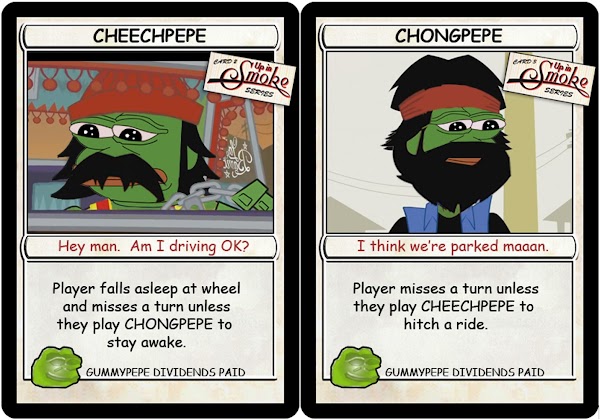 CHEECHPEPE
CARD 8
Up in
Smoke
SERIES
Hey man. Am I driving OK?
Player falls asleep at wheel
and misses a turn unless
they play CHONGPEPE to
stay awake.
GUMMYPEPE DIVIDENDS PAID
CHONGPEPE
CARD 8
Up in
Smoke
SERIES
I think we're parked maaan.
Player misses a turn unless
they play CHEECHPEPE to
hitch a ride.
GUMMYPEPE DIVIDENDS PAID